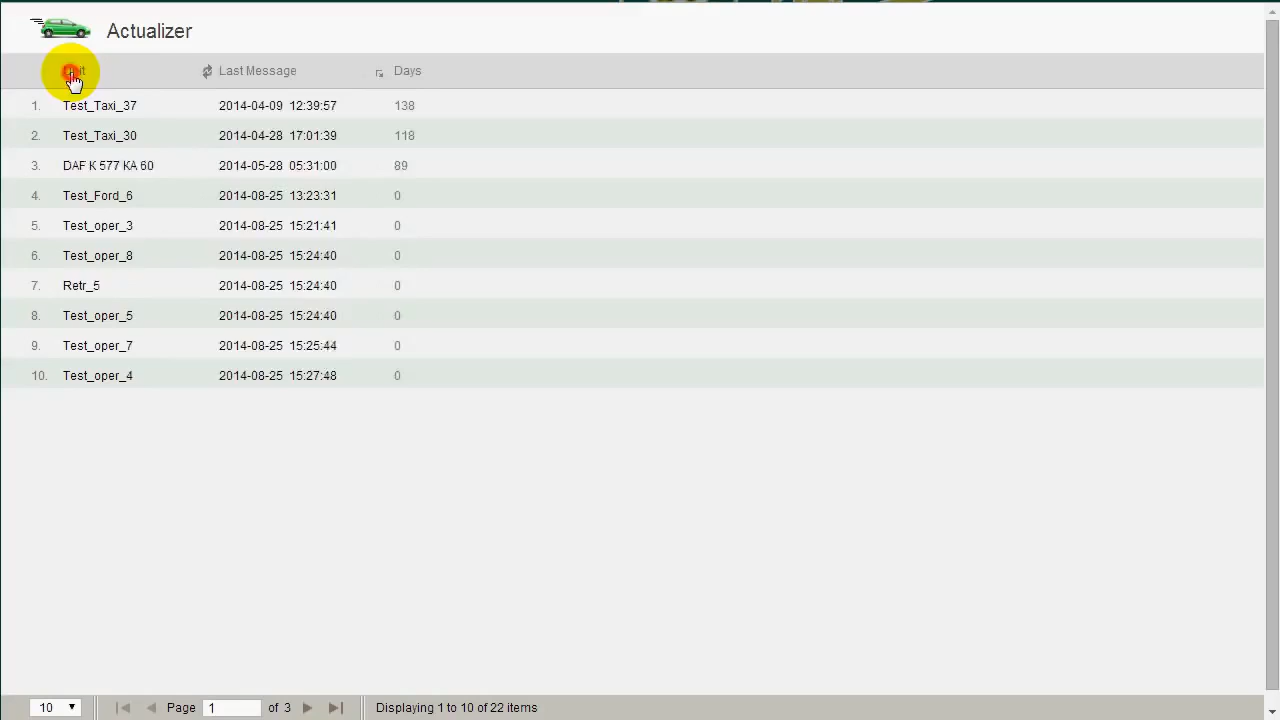 Actualizer
Last Message Days
1. Test_Taxi_37 2014-04-09 12:39:57 138
2. Test_Taxi_30 2014-04-28 17:01:39 118
3. DAF K 577 KA 60 2014-05-28 05:31:00 89
4. Test_Ford_6 2014-08-25 13:23:31 0
5. Test_oper_3 2014-08-25 15:21:41 0
6. Test_oper_8 2014-08-25 15:24:40 0
7. Retr_5 2014-08-25 15:24:40 0
8. Test_oper_5 2014-08-25 15:24:40 0
9. Test_oper_7 2014-08-25 15:25:44 0
10. Test_oper_4 2014-08-25 15:27:48 0
10 Page 1 of 3 Displaying 1 to 10 of 22 items